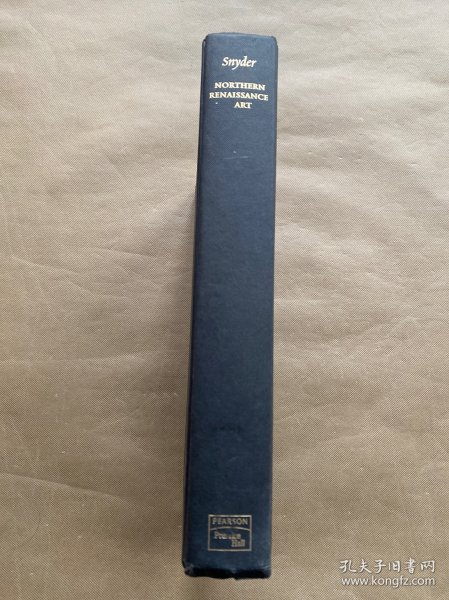 Snyder
NORTHERN
RENAISSANCE
ART
PEARSON
Prentice
Hall
孔夫子旧书网
www.kongfz.com